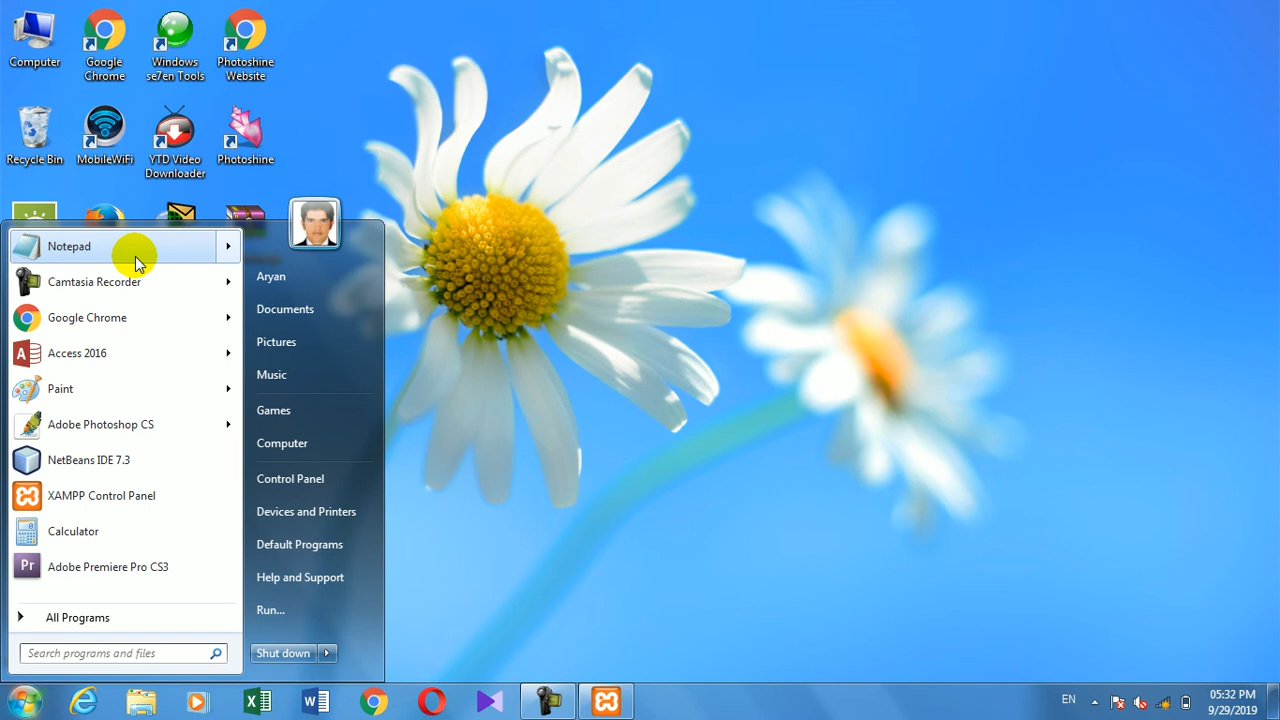 Computer
Google
Chrome
Windows
se7en Tools
Photoshine
Website
Recycle Bin
MobileWiFi
YTD Video
Downloader
Photoshine
Notepad
Camtasia Recorder
Google Chrome
Access 2016
Paint
Adobe Photoshop CS
NetBeans IDE 7.3
XAMPP Control Panel
Calculator
Pr
Adobe Premiere Pro CS3
All Programs
Search programs and files
Aryan
Documents
Pictures
Music
Games
Computer
Control Panel
Devices and Printers
Default Programs
Help and Support
Run...
Shut down
EN
05:32 PM
9/29/2019